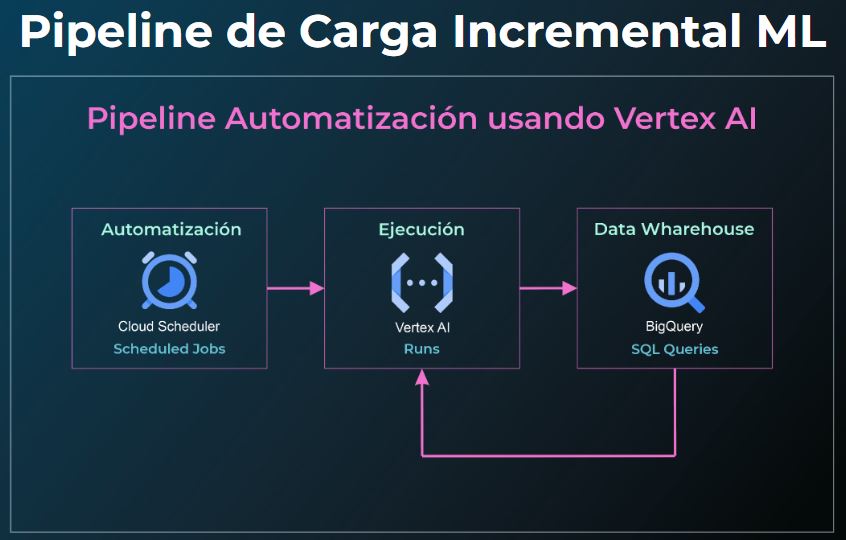 Pipeline de Carga Incremental ML
Pipeline Automatización usando Vertex AI
Automatización
Cloud Scheduler
Scheduled Jobs
Ejecución
Vertex AI
Runs
Data Wharehouse
BigQuery
SQL Queries